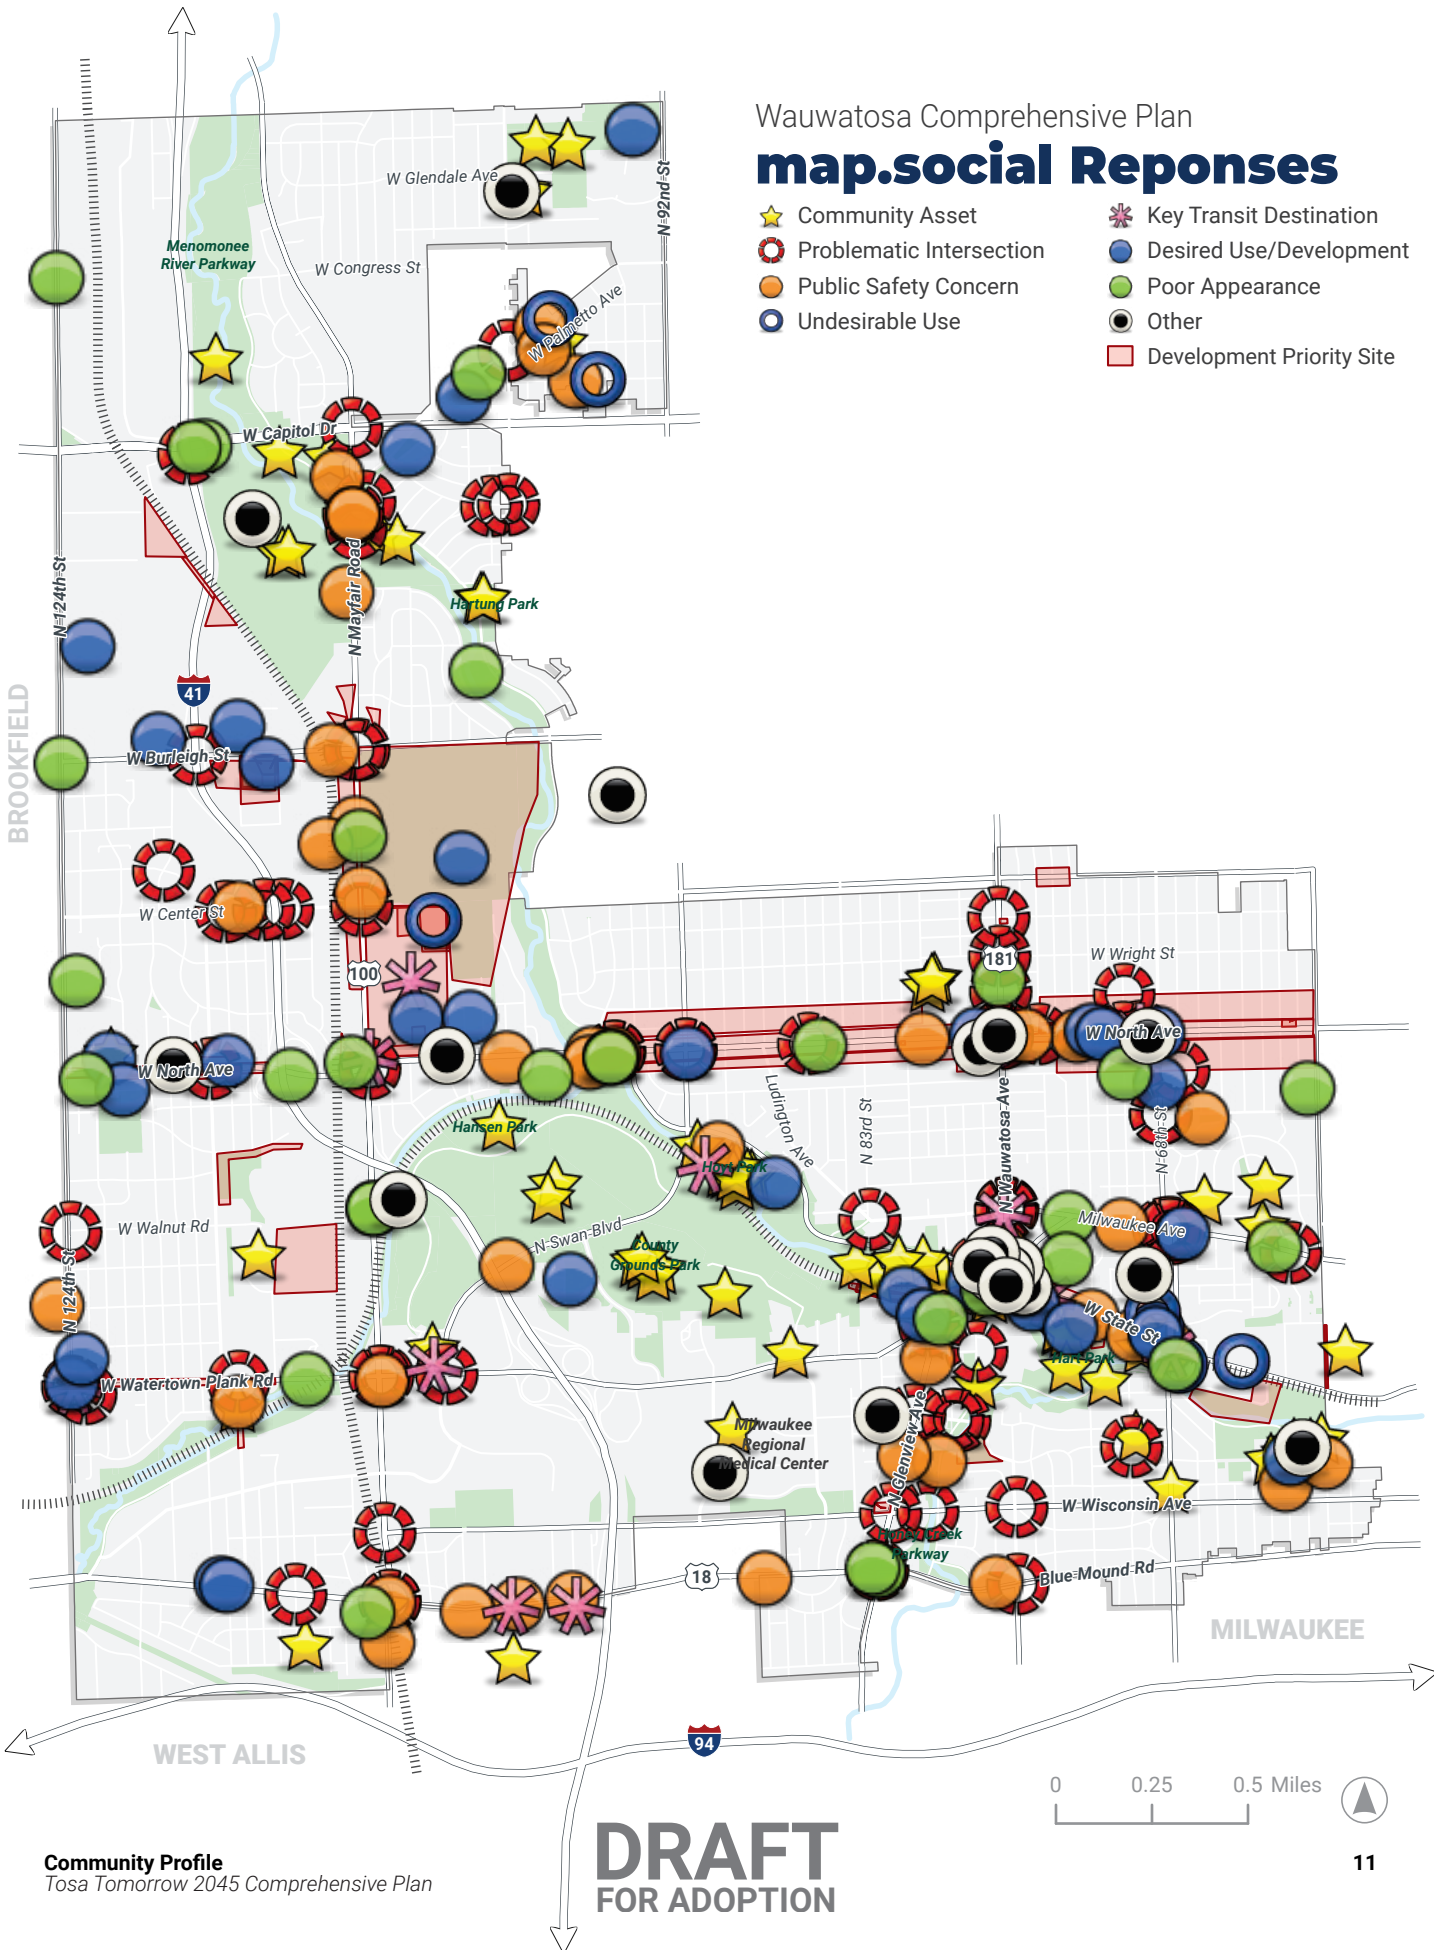 Wauwatosa Comprehensive Plan
map.social Reponses
Community Asset
Problematic Intersection
Public Safety Concern
Undesirable Use
Key Transit Destination
Desired Use/Development
Poor Appearance
Other
Development Priority Site
W Glendale Ave
N 92nd St
Menomonee
River Parkway
W Congress St
W Palmetto Ave
W Capitol Dr
N 124th St
N Mayfair Road
Hartung Park
41
BROOKFIELD
W Burleigh St
W Center St
100
181
W Wright St
W North Ave
W North Ave
Hansen Park
Ludington Ave
N 83rd St
N Wauwatosa Ave
N 68th St
Hoyt Park
W Walnut Rd
N Swan Blvd
County
Grounds Park
Milwaukee Ave
N 124th St
W State St
Hart Park
W Watertown Plank Rd
Milwaukee
Regional
Medical Center
N Glenview Ave
W Wisconsin Ave
Honey Creek
Parkway
18
Blue Mound Rd
MILWAUKEE
WEST ALLIS
94
0 0.25 0.5 Miles
DRAFT
FOR ADOPTION
Community Profile
Tosa Tomorrow 2045 Comprehensive Plan
11